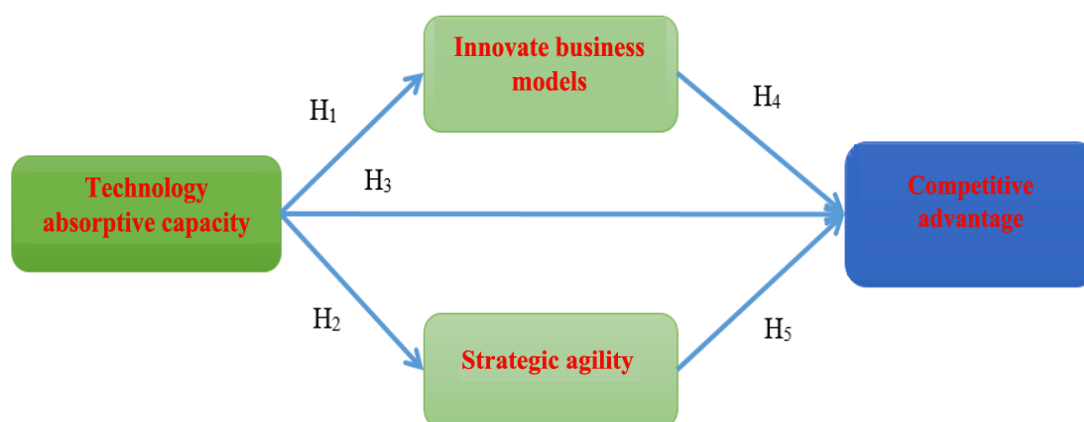 Innovate business
models
H₁
H₄
H₃
Technology
absorptive capacity
Competitive
advantage
H₂
H₅
Strategic agility